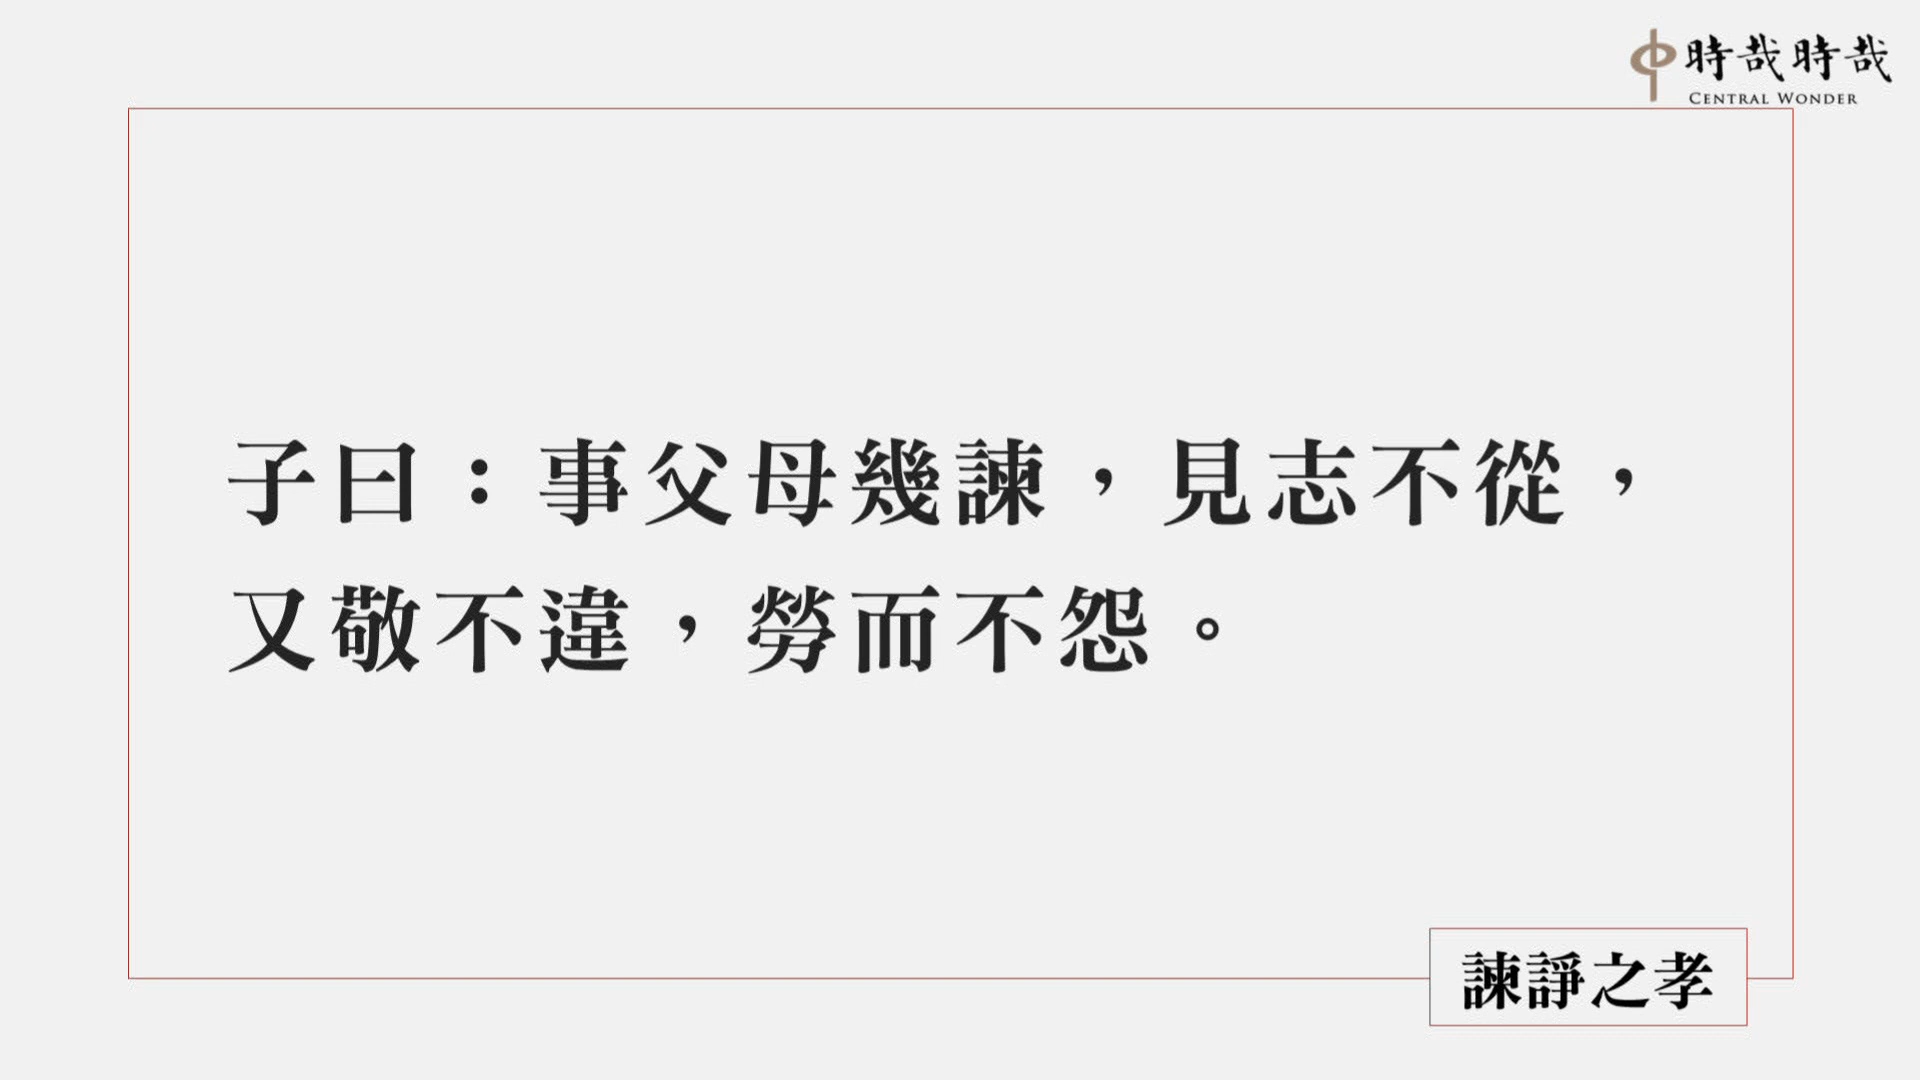 時哉時哉
CENTRAL WONDER
子曰：事父母幾諫，見志不從，
又敬不違，勞而不怨。
諫諍之孝